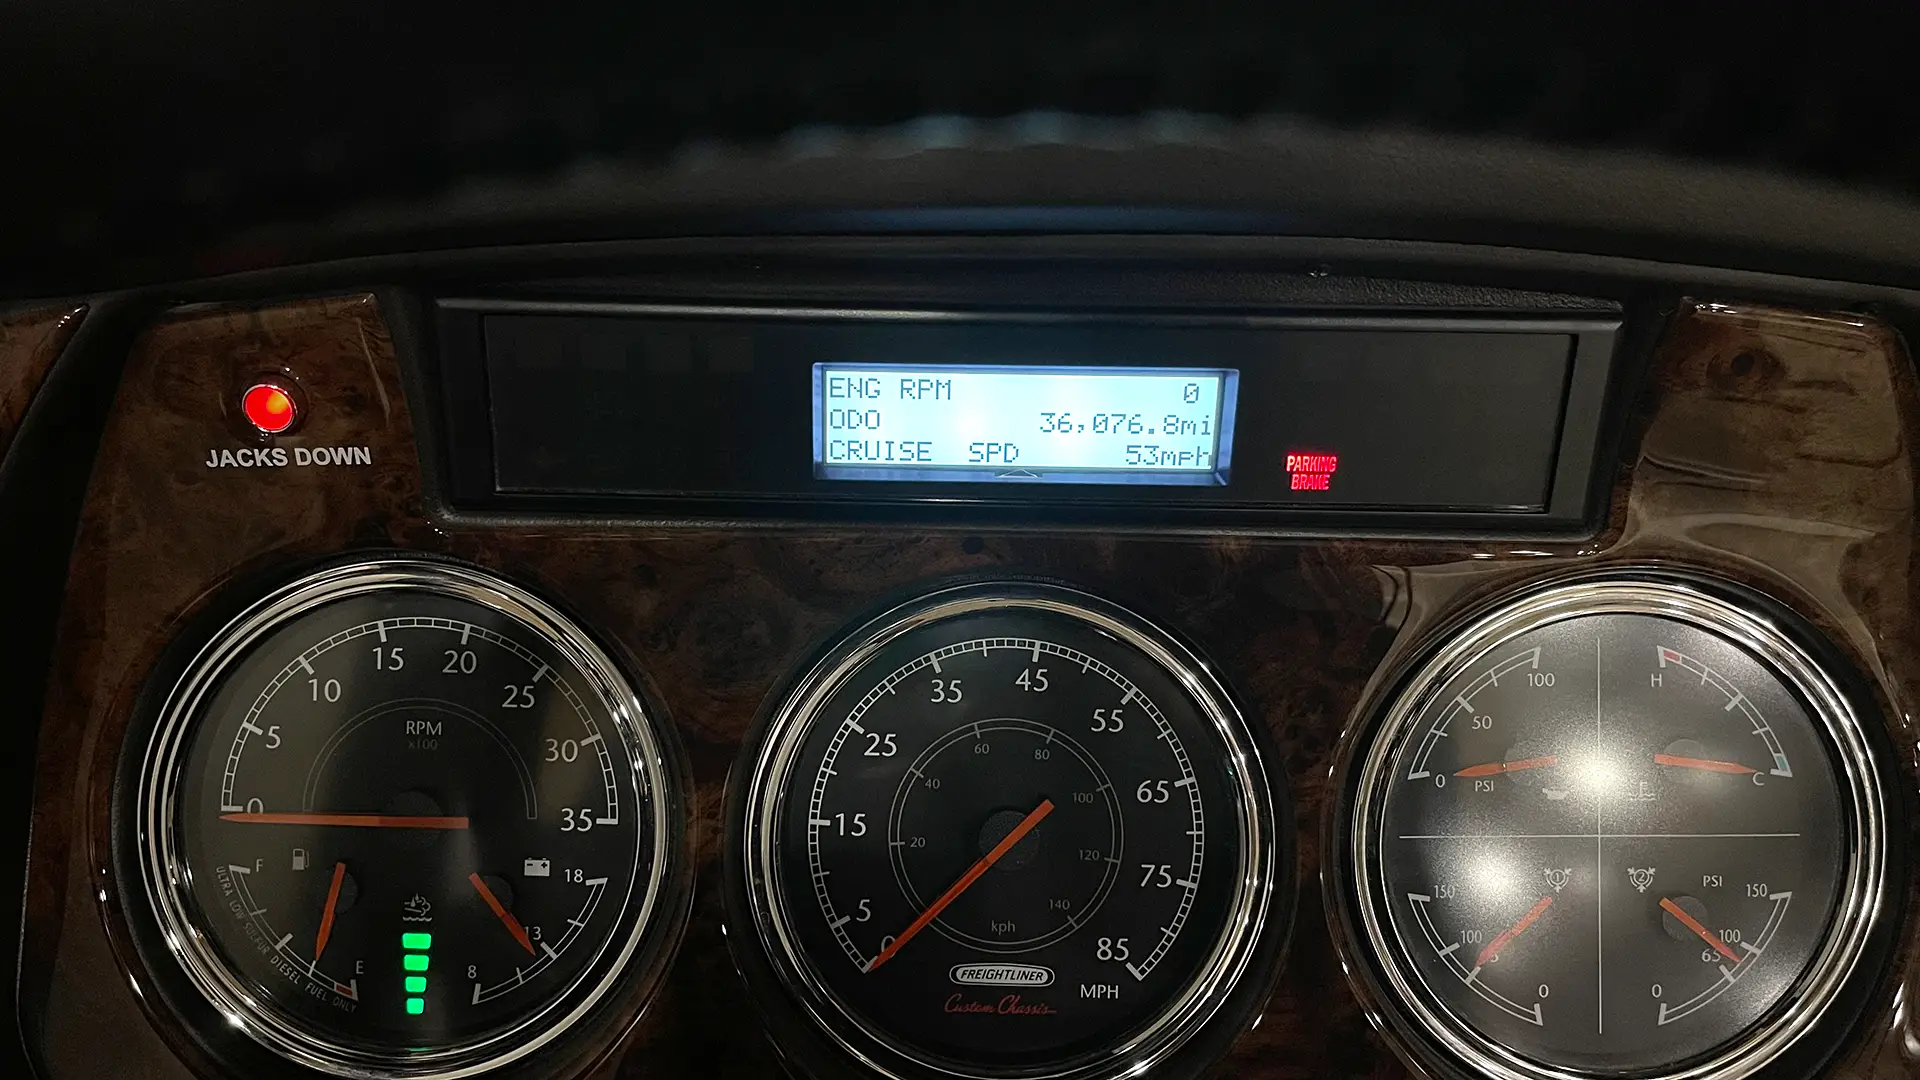 JACKS DOWN
ENG RPM 0
ODO 36,076.8mi
CRUISE SPD 53mph
PARKING
BRAKE
0 5 10 15 20 25 30 35
RPM
x100
F E
ULTRA LOW SULFUR DIESEL FUEL ONLY
8 13 18
0 5 15 25 35 45 55 65 75 85
MPH
20 40 60 80 100 120 140
kph
FREIGHTLINER
Custom Chassis
0 50 100
PSI
H C
150 100 0
1
2
PSI
150 100 65 0